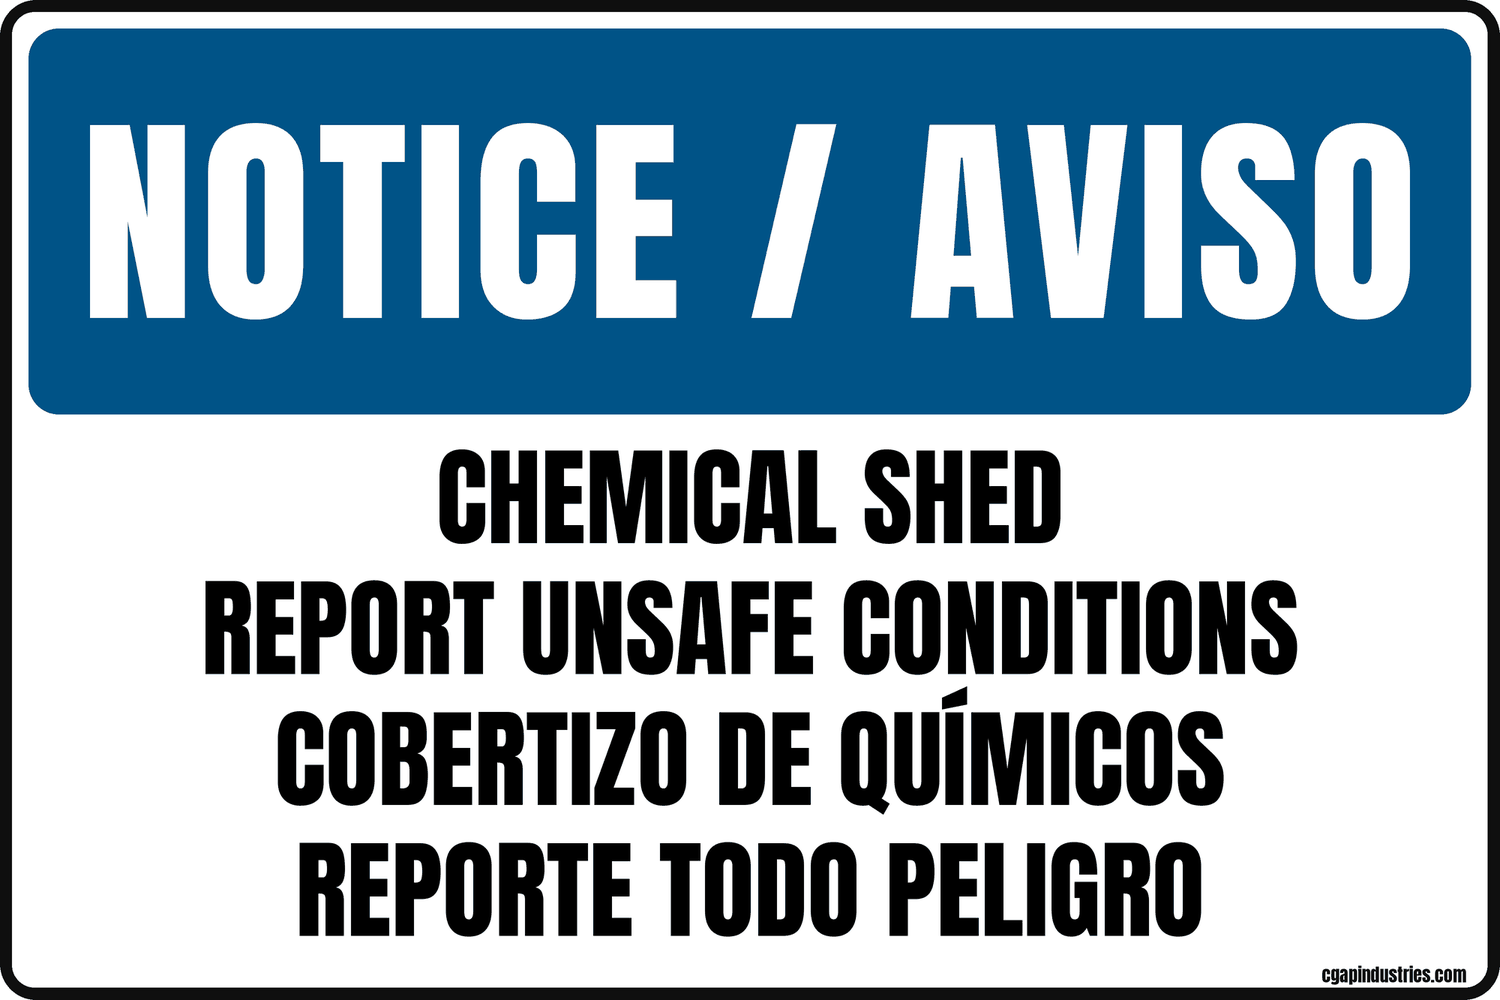 NOTICE / AVISO
CHEMICAL SHED
REPORT UNSAFE CONDITIONS
COBERTIZO DE QUÍMICOS
REPORTE TODO PELIGRO
cgapindustries.com